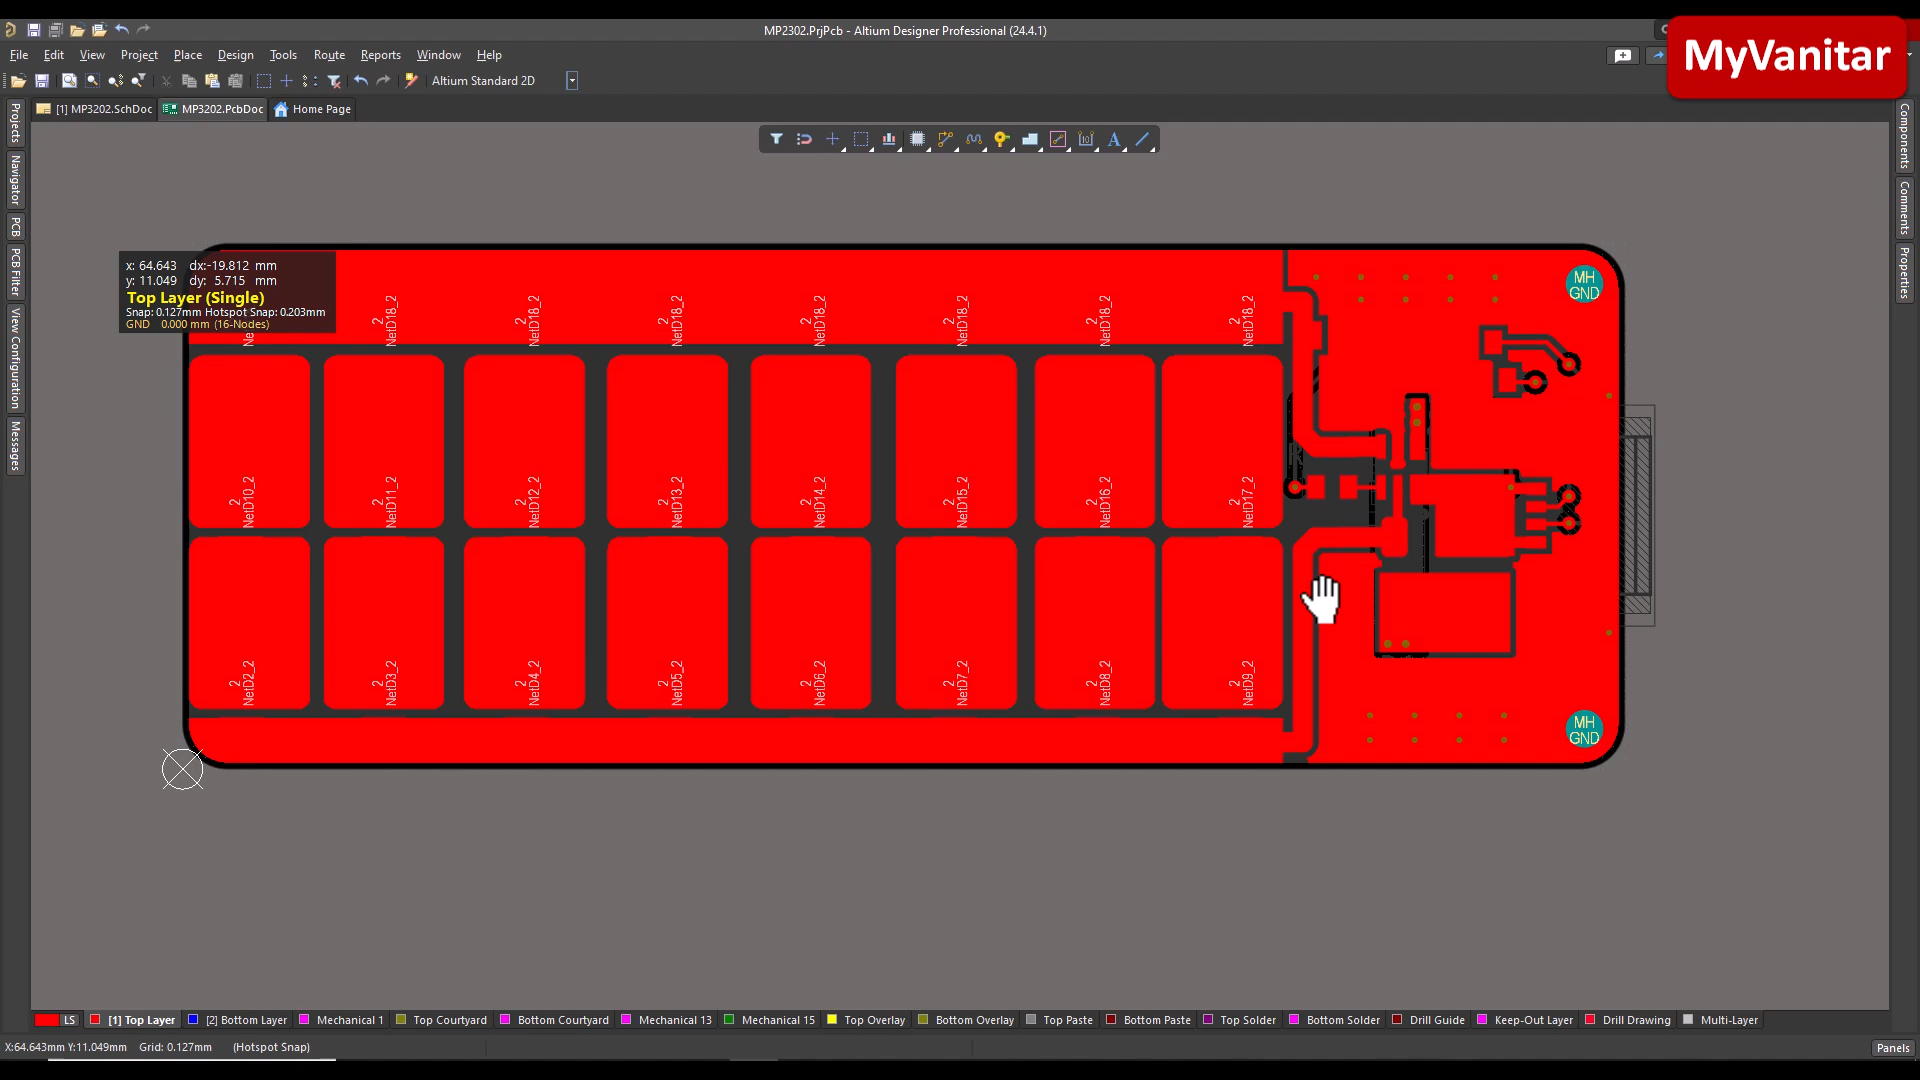 MP2302.PrjPcb - Altium Designer Professional (24.4.1)
MyVanitar
File Edit View Project Place Design Tools Route Reports Window Help
Altium Standard 2D
[1] MP3202.SchDoc MP3202.PcbDoc Home Page
Projects
Navigator
PCB
PCB Filter
View Configuration
Messages
Components
Comments
Properties
x: 64.643 dx:-19.812 mm
y: 11.049 dy: 5.715 mm
Top Layer (Single)
Snap: 0.127mm Hotspot Snap: 0.203mm
GND 0.000 mm (16-Nodes)
2 NetD18_2
2 NetD18_2
2 NetD18_2
2 NetD18_2
2 NetD18_2
2 NetD18_2
2 NetD18_2
MH
GND
2 NetD10_2
2 NetD11_2
2 NetD12_2
2 NetD13_2
2 NetD14_2
2 NetD15_2
2 NetD16_2
2 NetD17_2
2 NetD2_2
2 NetD3_2
2 NetD4_2
2 NetD5_2
2 NetD6_2
2 NetD7_2
2 NetD8_2
2 NetD9_2
MH
GND
LS [1] Top Layer [2] Bottom Layer Mechanical 1 Top Courtyard Bottom Courtyard Mechanical 13 Mechanical 15 Top Overlay Bottom Overlay Top Paste Bottom Paste Top Solder Bottom Solder Drill Guide Keep-Out Layer Drill Drawing Multi-Layer
X:64.643mm Y:11.049mm Grid: 0.127mm (Hotspot Snap)
Panels